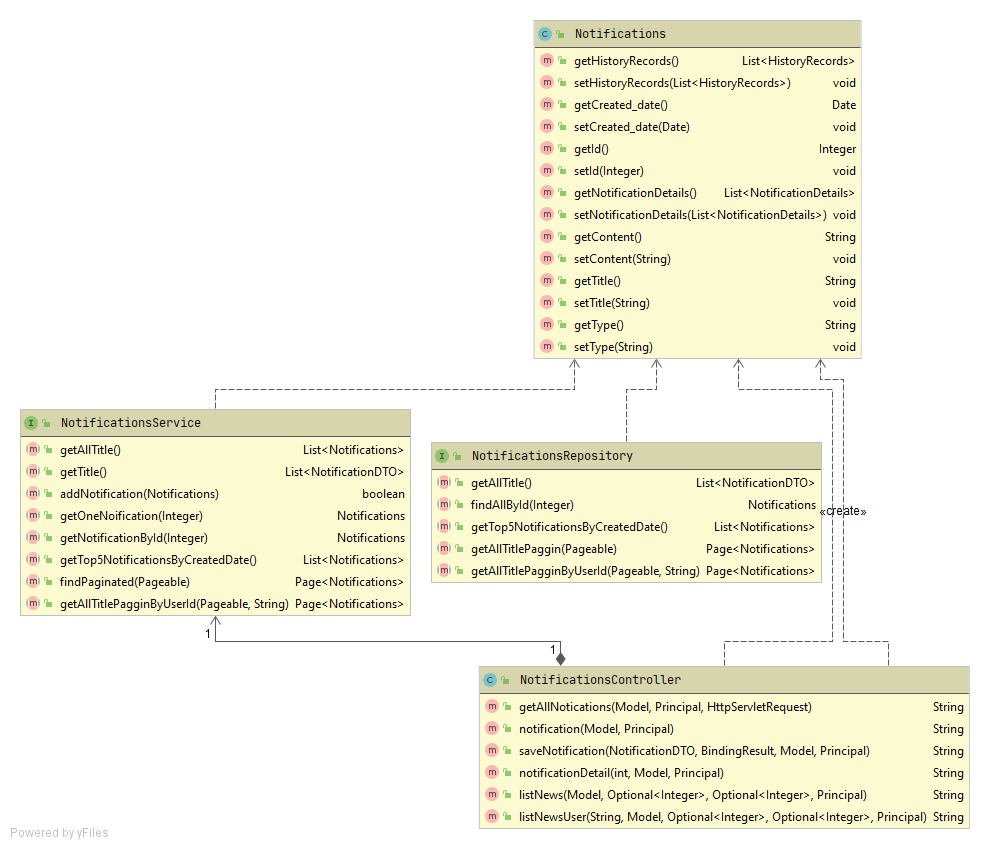 Notifications
getHistoryRecords() List<HistoryRecords>
setHistoryRecords(List<HistoryRecords>) void
getCreated_date() Date
setCreated_date(Date) void
getId() Integer
setId(Integer) void
getNotificationDetails() List<NotificationDetails>
setNotificationDetails(List<NotificationDetails>) void
getContent() String
setContent(String) void
getTitle() String
setTitle(String) void
getType() String
setType(String) void
NotificationsService
getAllTitle() List<Notifications>
getTitle() List<NotificationDTO>
addNotification(Notifications) boolean
getOneNoification(Integer) Notifications
getNotificationById(Integer) Notifications
getTop5NotificationsByCreatedDate() List<Notifications>
findPaginated(Pageable) Page<Notifications>
getAllTitlePagginByUserId(Pageable, String) Page<Notifications>
NotificationsRepository
getAllTitle() List<NotificationDTO>
findAllById(Integer) Notifications
getTop5NotificationsByCreatedDate() List<Notifications>
getAllTitlePaggin(Pageable) Page<Notifications>
getAllTitlePagginByUserId(Pageable, String) Page<Notifications>
«create»
1
1
NotificationsController
getAllNotications(Model, Principal, HttpServletRequest) String
notification(Model, Principal) String
saveNotification(NotificationDTO, BindingResult, Model, Principal) String
notificationDetail(int, Model, Principal) String
listNews(Model, Optional<Integer>, Optional<Integer>, Principal) String
listNewsUser(String, Model, Optional<Integer>, Optional<Integer>, Principal) String
Powered by yFiles